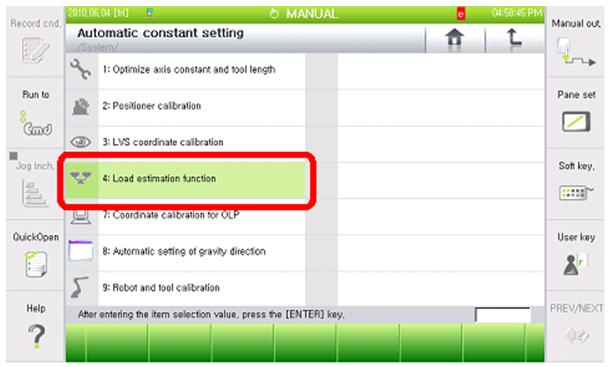 Record cnd,
2010.06.04 [fri]
MANUAL
e
04:58:45 PM
Manual out,
Automatic constant setting
/System/
Run to
Cmd
Jog inch,
QuickOpen
Help
1: Optimize axis constant and tool length
2: Positioner calibration
3: LVS coordinate calibration
4: Load estimation function
7: Coordinate calibration for OLP
8: Automatic setting of gravity direction
9: Robot and tool calibration
After entering the item selection value, press the [ENTER] key,
Pane set
Soft key,
User key
r
PREV/NEXT